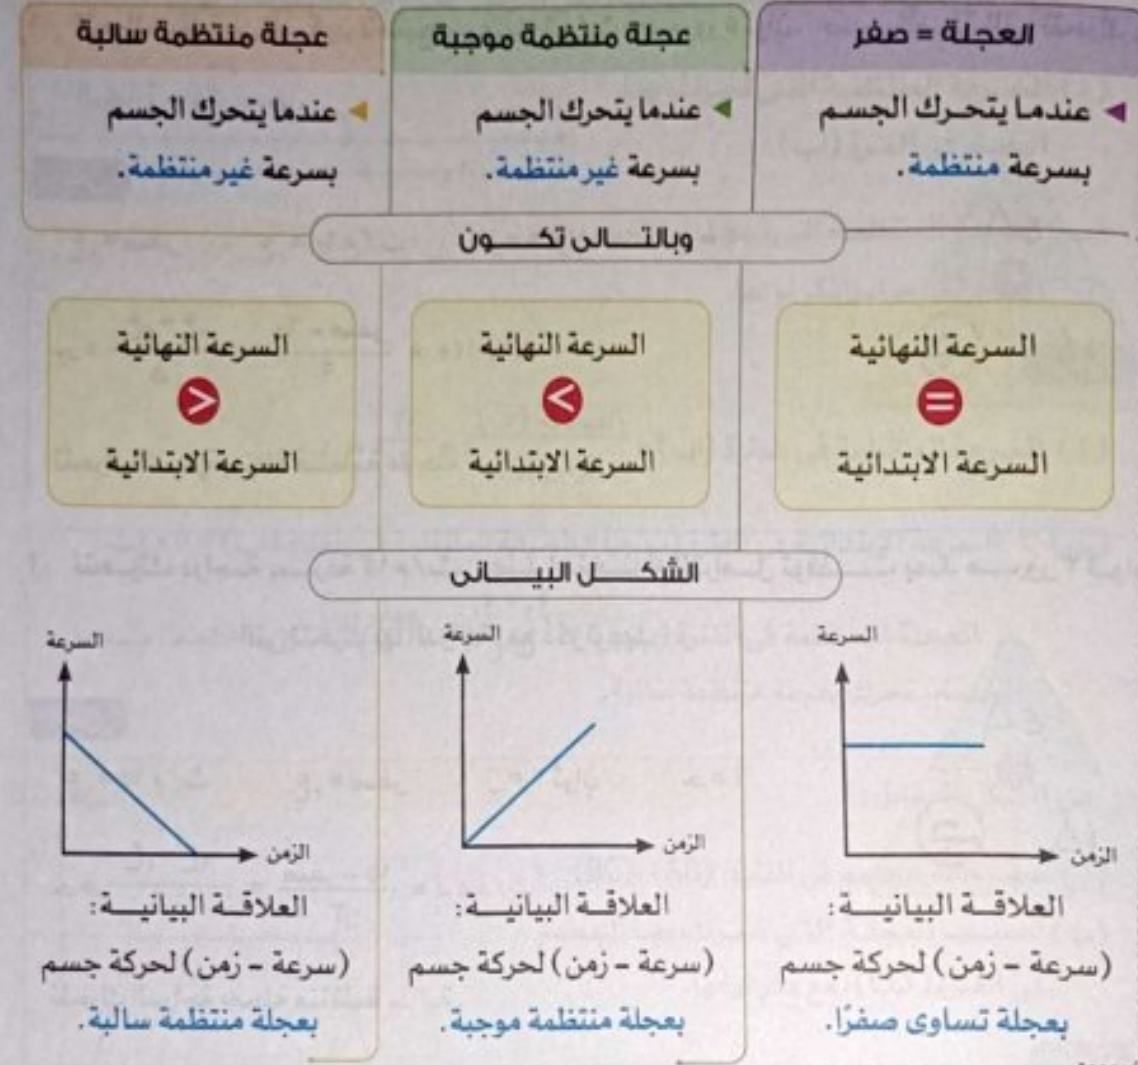 العجلة = صفر
عجلة منتظمة موجبة
عجلة منتظمة سالبة
◄ عندما يتحرك الجسم
بسرعة منتظمة.
◄ عندما يتحرك الجسم
بسرعة غير منتظمة.
◄ عندما يتحرك الجسم
بسرعة غير منتظمة.
وبالتالى تكون
السرعة النهائية
=
السرعة الابتدائية
السرعة النهائية
>
السرعة الابتدائية
السرعة النهائية
<
السرعة الابتدائية
الشكل البيانى
السرعة
الزمن
السرعة
الزمن
السرعة
الزمن
العلاقة البيانية:
(سرعة - زمن) لحركة جسم
بعجلة تساوى صفرًا.
العلاقة البيانية:
(سرعة - زمن) لحركة جسم
بعجلة منتظمة موجبة.
العلاقة البيانية:
(سرعة - زمن) لحركة جسم
بعجلة منتظمة سالبة.